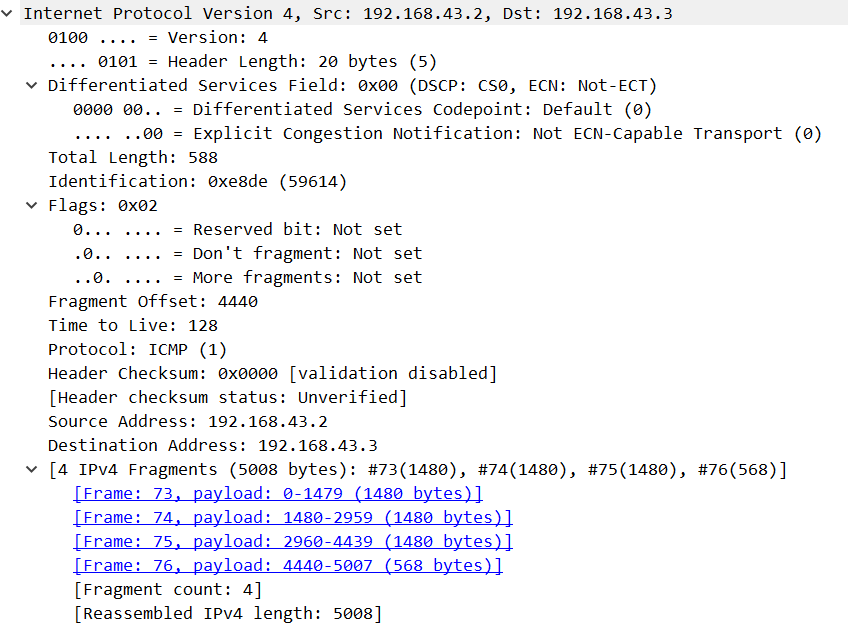 Internet Protocol Version 4, Src: 192.168.43.2, Dst: 192.168.43.3
0100 .... = Version: 4
.... 0101 = Header Length: 20 bytes (5)
Differentiated Services Field: 0x00 (DSCP: CS0, ECN: Not-ECT)
0000 00.. = Differentiated Services Codepoint: Default (0)
.... ..00 = Explicit Congestion Notification: Not ECN-Capable Transport (0)
Total Length: 588
Identification: 0xe8de (59614)
Flags: 0x02
0... .... = Reserved bit: Not set
.0.. .... = Don't fragment: Not set
..0. .... = More fragments: Not set
Fragment Offset: 4440
Time to Live: 128
Protocol: ICMP (1)
Header Checksum: 0x0000 [validation disabled]
[Header checksum status: Unverified]
Source Address: 192.168.43.2
Destination Address: 192.168.43.3
[4 IPv4 Fragments (5008 bytes): #73(1480), #74(1480), #75(1480), #76(568)]
[Frame: 73, payload: 0-1479 (1480 bytes)]
[Frame: 74, payload: 1480-2959 (1480 bytes)]
[Frame: 75, payload: 2960-4439 (1480 bytes)]
[Frame: 76, payload: 4440-5007 (568 bytes)]
[Fragment count: 4]
[Reassembled IPv4 length: 5008]